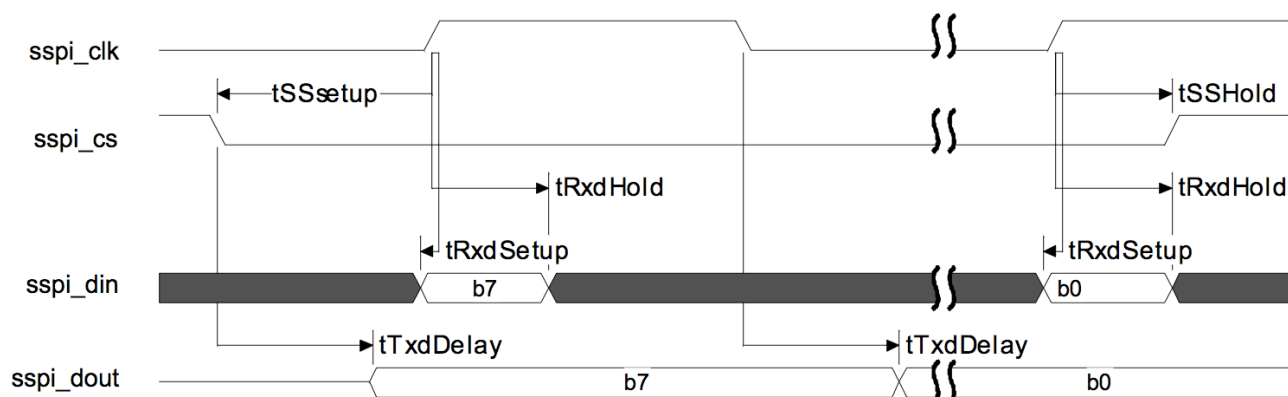 sspi_clk
tSSsetup
tSSHold
sspi_cs
tRxdHold
tRxdHold
tRxdSetup
tRxdSetup
sspi_din
b7
b0
tTxdDelay
tTxdDelay
sspi_dout
b7
b0